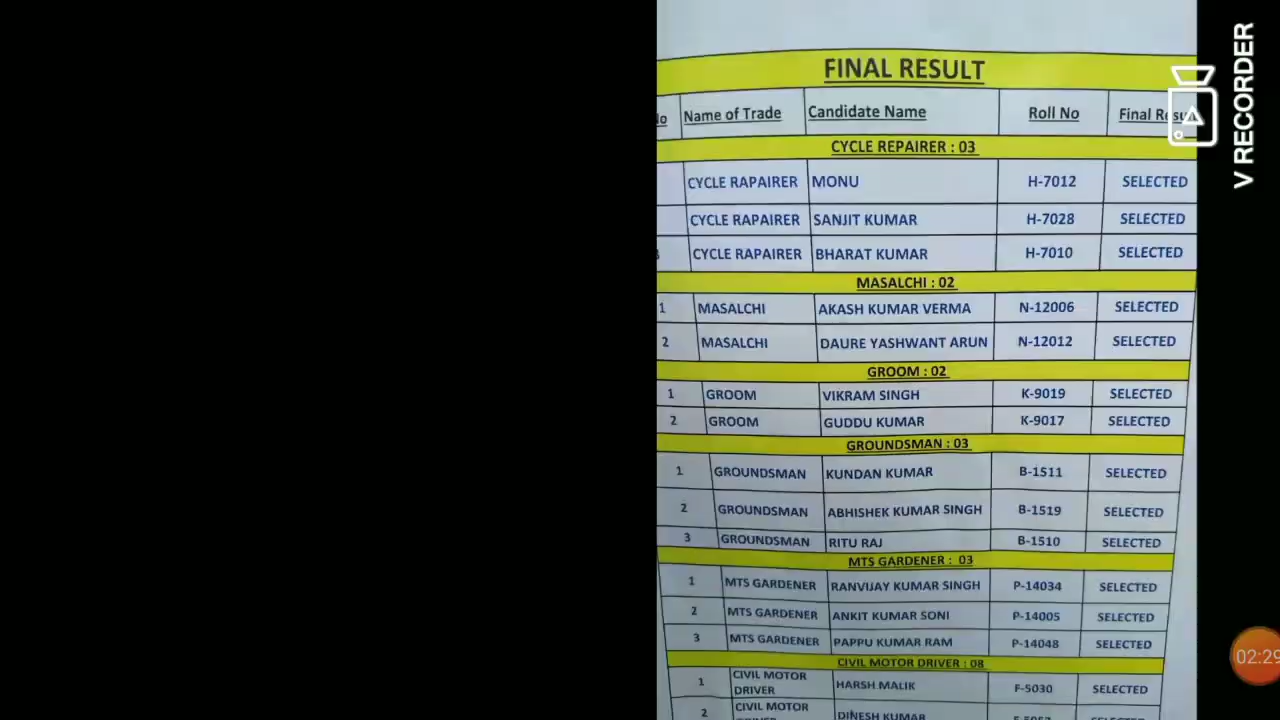 FINAL RESULT
No Name of Trade Candidate Name Roll No Final Resu
CYCLE REPAIRER : 03
CYCLE RAPAIRER MONU H-7012 SELECTED
CYCLE RAPAIRER SANJIT KUMAR H-7028 SELECTED
3 CYCLE RAPAIRER BHARAT KUMAR H-7010 SELECTED
MASALCHI : 02
1 MASALCHI AKASH KUMAR VERMA N-12006 SELECTED
2 MASALCHI DAURE YASHWANT ARUN N-12012 SELECTED
GROOM : 02
1 GROOM VIKRAM SINGH K-9019 SELECTED
2 GROOM GUDDU KUMAR K-9017 SELECTED
GROUNDSMAN : 03
1 GROUNDSMAN KUNDAN KUMAR B-1511 SELECTED
2 GROUNDSMAN ABHISHEK KUMAR SINGH B-1519 SELECTED
3 GROUNDSMAN RITU RAJ B-1510 SELECTED
MTS GARDENER : 03
1 MTS GARDENER RANVIJAY KUMAR SINGH P-14034 SELECTED
2 MTS GARDENER ANKIT KUMAR SONI P-14005 SELECTED
3 MTS GARDENER PAPPU KUMAR RAM P-14048 SELECTED
CIVIL MOTOR DRIVER : 08
1 CIVIL MOTOR DRIVER HARSH MALIK F-5030 SELECTED
2 CIVIL MOTOR DINESH KUMAR
V RECORDER
02:29